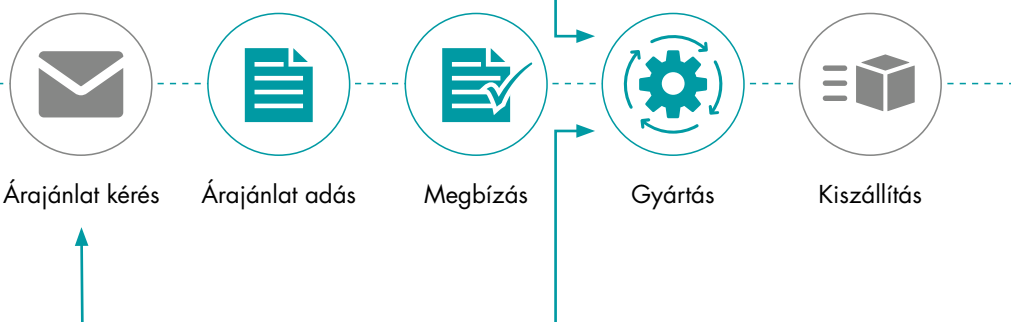 Árajánlat kérés
Árajánlat adás
Megbízás
Gyártás
Kiszállítás